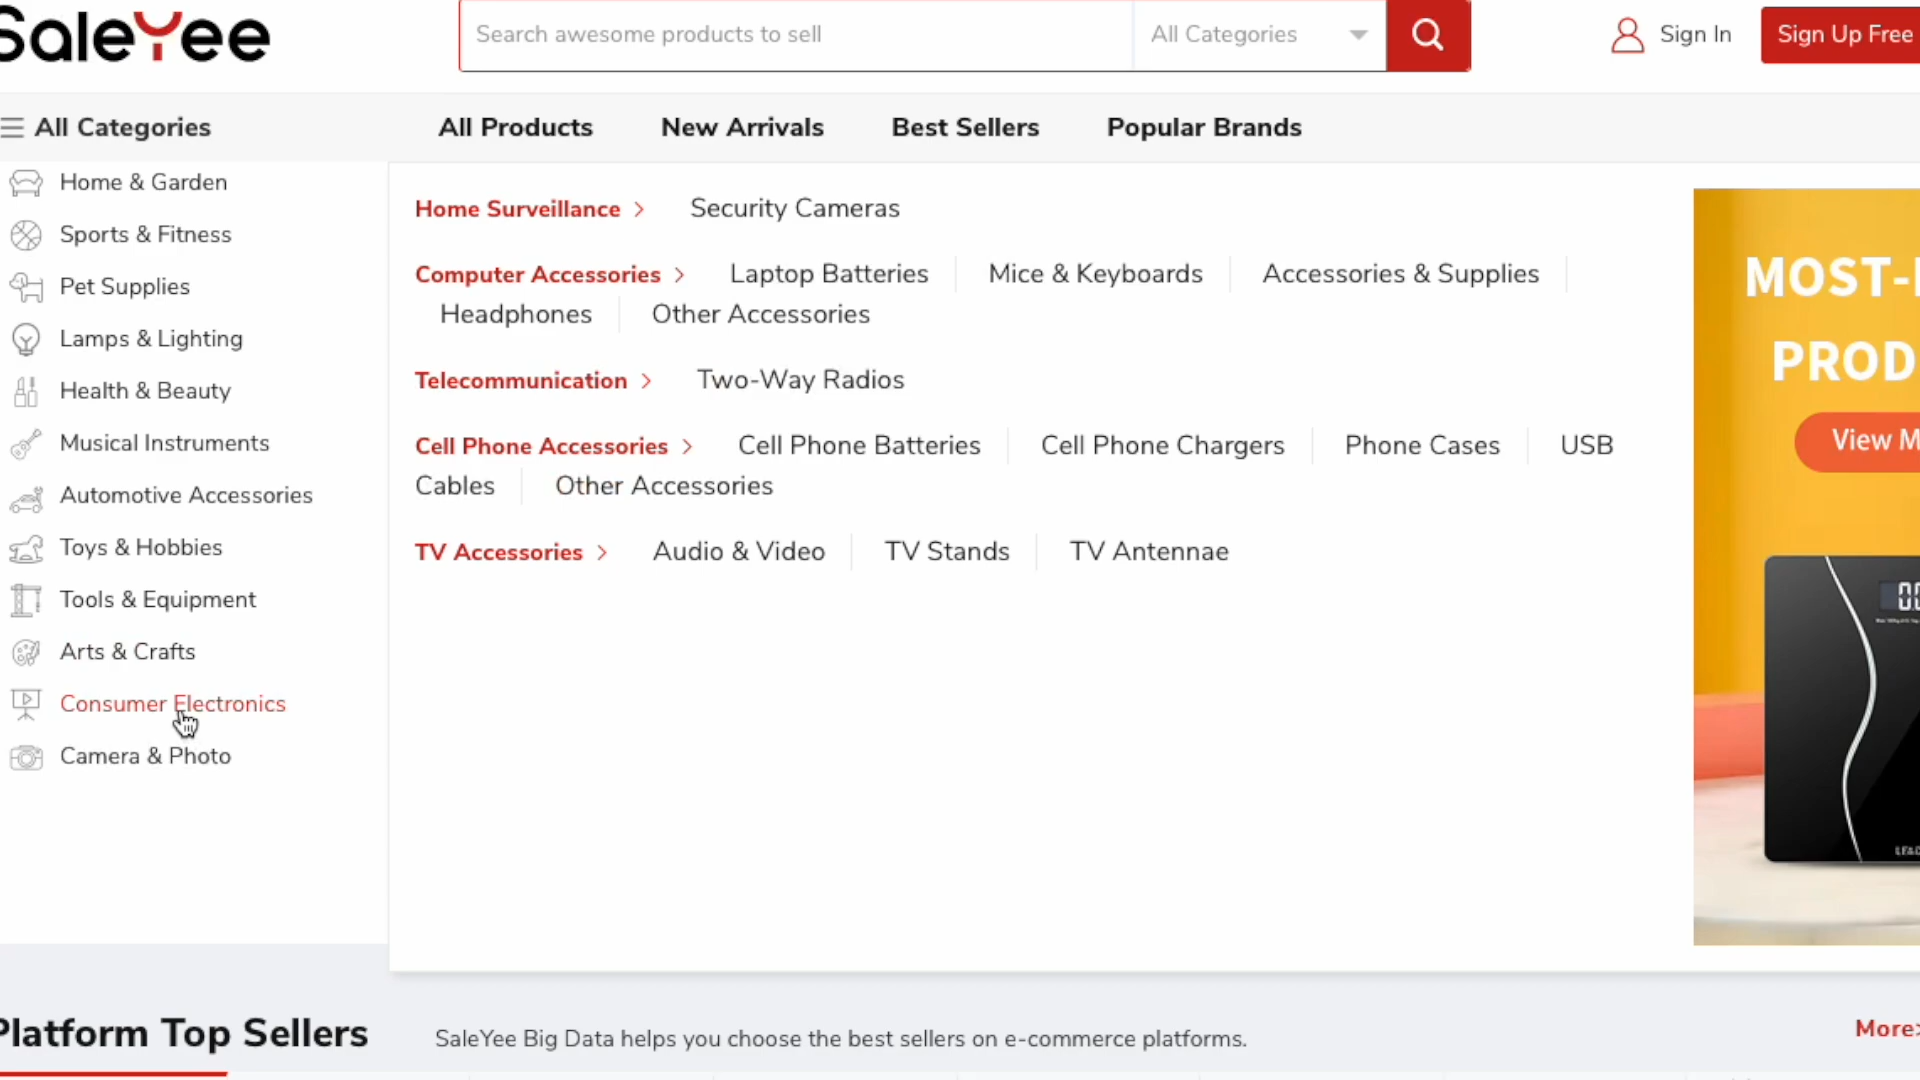 SaleYee
Search awesome products to sell
All Categories
Sign In
Sign Up Free
All Categories
All Products
New Arrivals
Best Sellers
Popular Brands
Home & Garden
Sports & Fitness
Pet Supplies
Lamps & Lighting
Health & Beauty
Musical Instruments
Automotive Accessories
Toys & Hobbies
Tools & Equipment
Arts & Crafts
Consumer Electronics
Camera & Photo
Home Surveillance > Security Cameras
Computer Accessories > Laptop Batteries Mice & Keyboards Accessories & Supplies
Headphones Other Accessories
Telecommunication > Two-Way Radios
Cell Phone Accessories > Cell Phone Batteries Cell Phone Chargers Phone Cases USB
Cables Other Accessories
TV Accessories > Audio & Video TV Stands TV Antennae
MOST-
PROD
View M
Platform Top Sellers
SaleYee Big Data helps you choose the best sellers on e-commerce platforms.
More>